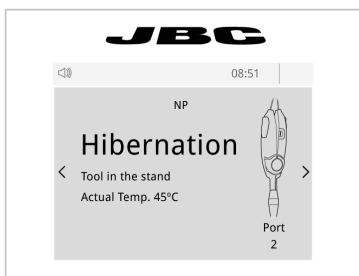 JBC
08:51
NP
Hibernation
Tool in the stand
Actual Temp. 45ºC
Port
2